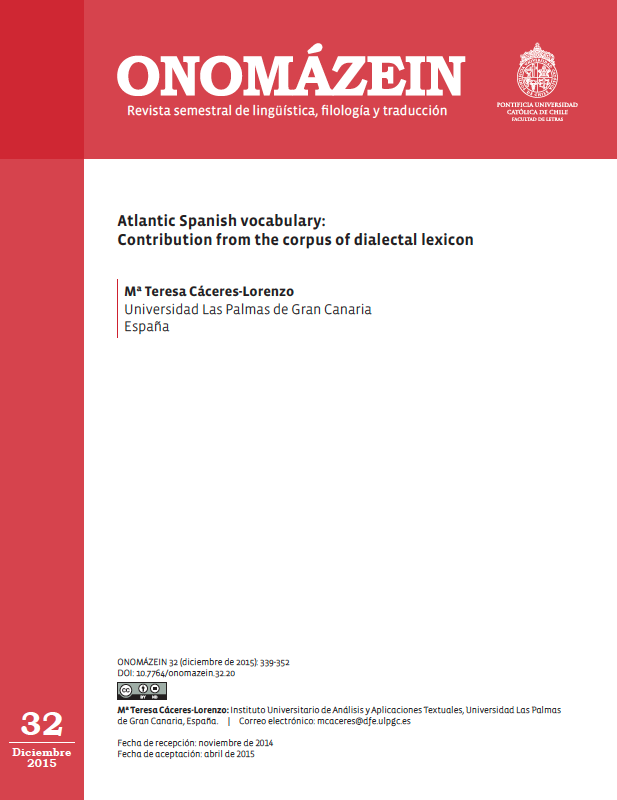 ONOMÁZEIN
Revista semestral de lingüística, filología y traducción
PONTIFICIA UNIVERSIDAD
CATÓLICA DE CHILE
FACULTAD DE LETRAS
Atlantic Spanish vocabulary:
Contribution from the corpus of dialectal lexicon
Mª Teresa Cáceres-Lorenzo
Universidad Las Palmas de Gran Canaria
España
ONOMÁZEIN 32 (diciembre de 2015): 339-352
DOI: 10.7764/onomazein.32.20
cc BY NC
Mª Teresa Cáceres-Lorenzo: Instituto Universitario de Análisis y Aplicaciones Textuales, Universidad Las Palmas
de Gran Canaria, España. | Correo electrónico: mcaceres@dfe.ulpgc.es
Fecha de recepción: noviembre de 2014
Fecha de aceptación: abril de 2015
32
Diciembre
2015